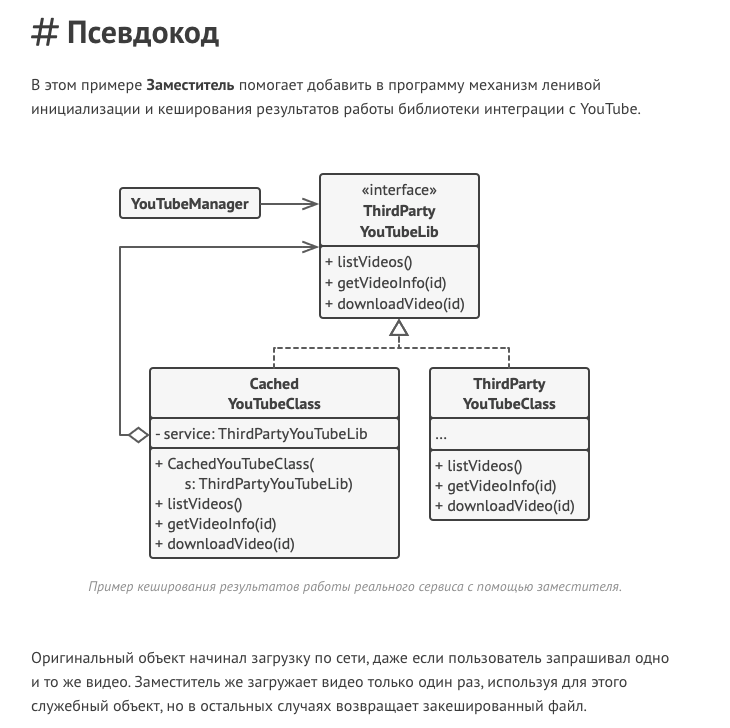 # Псевдокод
В этом примере Заместитель помогает добавить в программу механизм ленивой
инициализации и кеширования результатов работы библиотеки интеграции с YouTube.
YouTubeManager
«interface»
ThirdParty
YouTubeLib
+ listVideos()
+ getVideoInfo(id)
+ downloadVideo(id)
Cached
YouTubeClass
- service: ThirdPartyYouTubeLib
+ CachedYouTubeClass(
s: ThirdPartyYouTubeLib)
+ listVideos()
+ getVideoInfo(id)
+ downloadVideo(id)
ThirdParty
YouTubeClass
...
+ listVideos()
+ getVideoInfo(id)
+ downloadVideo(id)
Пример кеширования результатов работы реального сервиса с помощью заместителя.
Оригинальный объект начинал загрузку по сети, даже если пользователь запрашивал одно
и то же видео. Заместитель же загружает видео только один раз, используя для этого
служебный объект, но в остальных случаях возвращает закешированный файл.